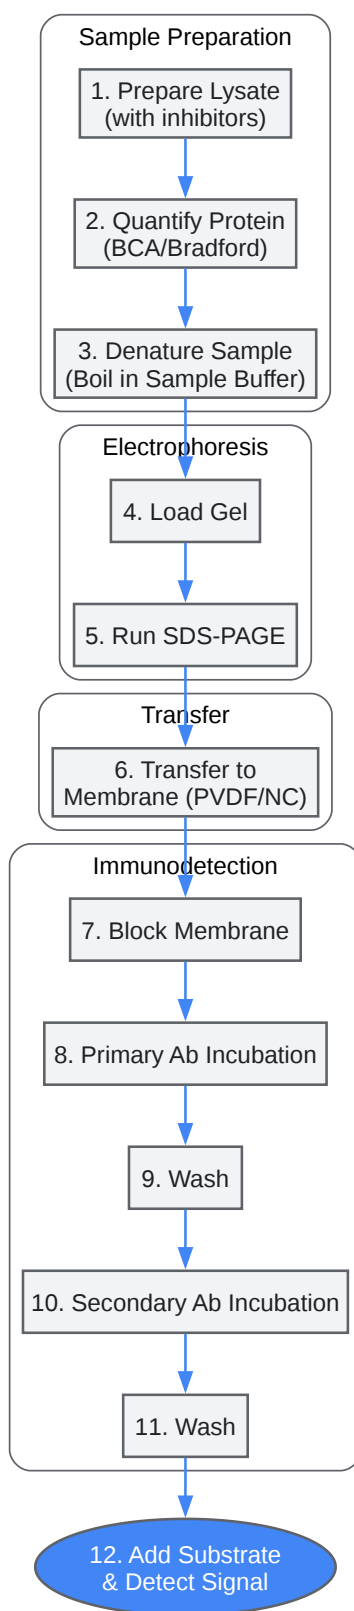 Sample Preparation
1. Prepare Lysate
(with inhibitors)
2. Quantify Protein
(BCA/Bradford)
3. Denature Sample
(Boil in Sample Buffer)
Electrophoresis
4. Load Gel
5. Run SDS-PAGE
Transfer
6. Transfer to
Membrane (PVDF/NC)
Immunodetection
7. Block Membrane
8. Primary Ab Incubation
9. Wash
10. Secondary Ab Incubation
11. Wash
12. Add Substrate
& Detect Signal